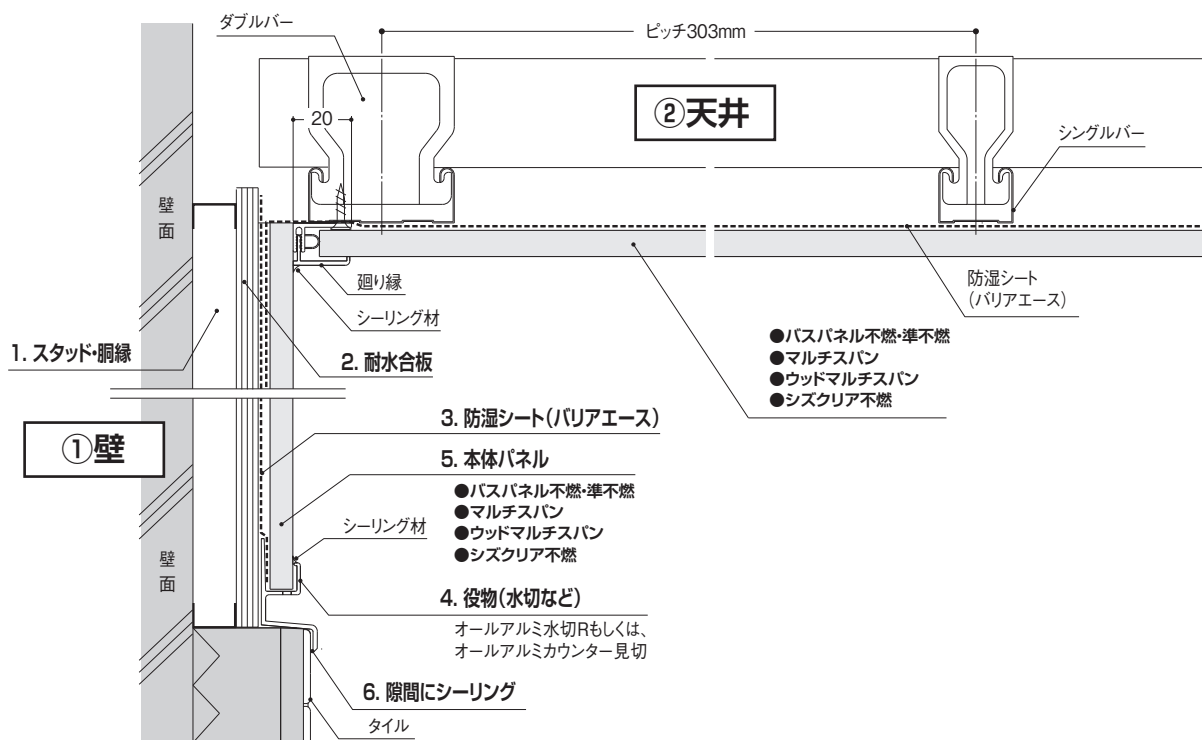 ダブルバー
ピッチ303mm
②天井
20
シングルバー
壁面
廻り縁
シーリング材
防湿シート
(バリアエース)
●バスパネル不燃・準不燃
●マルチスパン
●ウッドマルチスパン
●シズクリア不燃
1. スタッド・胴縁
2. 耐水合板
①壁
3. 防湿シート(バリアエース)
5. 本体パネル
●バスパネル不燃・準不燃
●マルチスパン
●ウッドマルチスパン
●シズクリア不燃
シーリング材
壁面
4. 役物(水切など)
オールアルミ水切Rもしくは、
オールアルミカウンター見切
6. 隙間にシーリング
タイル